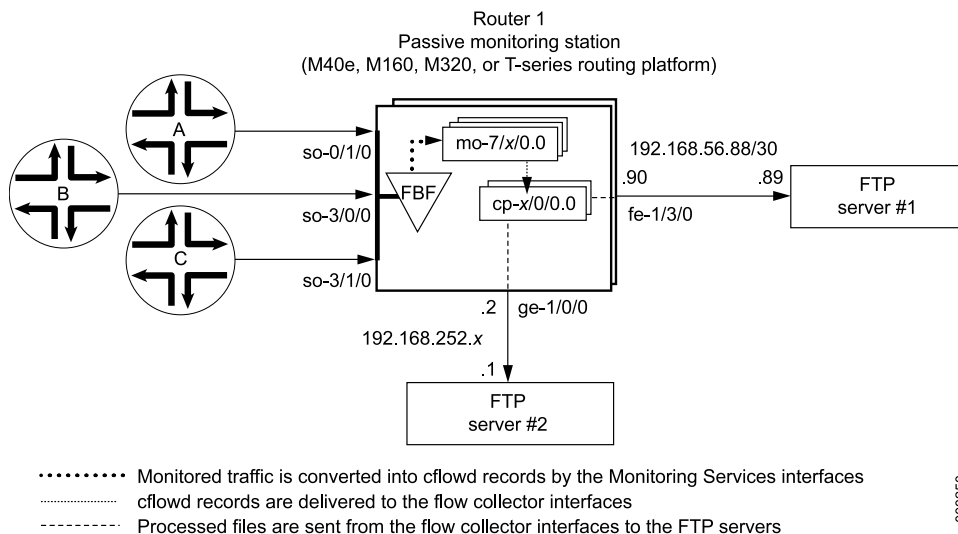 Router 1
Passive monitoring station
(M40e, M160, M320, or T-series routing platform)
A
so-0/1/0
B
so-3/0/0
C
so-3/1/0
FBF
mo-7/x/0.0
cp-x/0/0.0
192.168.56.88/30
.90
.89
fe-1/3/0
FTP
server #1
.2
ge-1/0/0
192.168.252.x
.1
FTP
server #2
Monitored traffic is converted into cflowd records by the Monitoring Services interfaces
cflowd records are delivered to the flow collector interfaces
Processed files are sent from the flow collector interfaces to the FTP servers